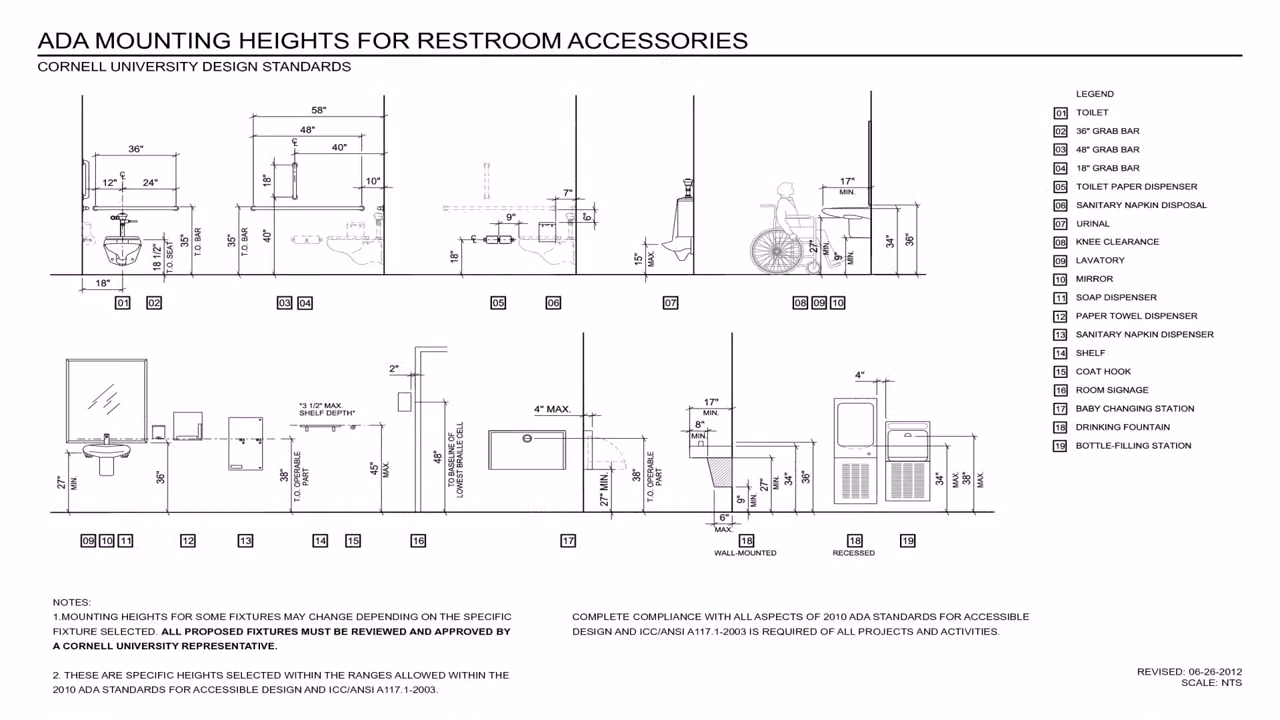 ADA MOUNTING HEIGHTS FOR RESTROOM ACCESSORIES
CORNELL UNIVERSITY DESIGN STANDARDS
36"
12"
24"
35"
T.O. BAR
18 1/2"
T.O. SEAT
18"
01 02
58"
48"
40"
18"
10"
35"
T.O. BAR
40"
03 04
7"
9"
6"
18"
05 06
15"
MAX.
07
17"
MIN.
27"
MIN.
9"
MIN.
34"
36"
08 09 10
27"
MIN.
36"
09 10 11
12
38"
T.O. OPERABLE
PART
13
"3 1/2" MAX.
SHELF DEPTH"
45"
MAX.
14 15
2"
48"
TO BASELINE OF
LOWEST BRAILLE CELL
16
4" MAX.
27" MIN.
38"
T.O. OPERABLE
PART
17
17"
MIN.
8"
MIN.
9"
MIN.
27"
MIN.
34"
MIN.
36"
6"
MAX.
18
WALL-MOUNTED
4"
34"
MAX.
38"
MAX.
18
RECESSED
19
LEGEND
01 TOILET
02 36" GRAB BAR
03 48" GRAB BAR
04 18" GRAB BAR
05 TOILET PAPER DISPENSER
06 SANITARY NAPKIN DISPOSAL
07 URINAL
08 KNEE CLEARANCE
09 LAVATORY
10 MIRROR
11 SOAP DISPENSER
12 PAPER TOWEL DISPENSER
13 SANITARY NAPKIN DISPENSER
14 SHELF
15 COAT HOOK
16 ROOM SIGNAGE
17 BABY CHANGING STATION
18 DRINKING FOUNTAIN
19 BOTTLE-FILLING STATION
NOTES:
1.MOUNTING HEIGHTS FOR SOME FIXTURES MAY CHANGE DEPENDING ON THE SPECIFIC
FIXTURE SELECTED. ALL PROPOSED FIXTURES MUST BE REVIEWED AND APPROVED BY
A CORNELL UNIVERSITY REPRESENTATIVE.
2. THESE ARE SPECIFIC HEIGHTS SELECTED WITHIN THE RANGES ALLOWED WITHIN THE
2010 ADA STANDARDS FOR ACCESSIBLE DESIGN AND ICC/ANSI A117.1-2003.
COMPLETE COMPLIANCE WITH ALL ASPECTS OF 2010 ADA STANDARDS FOR ACCESSIBLE
DESIGN AND ICC/ANSI A117.1-2003 IS REQUIRED OF ALL PROJECTS AND ACTIVITIES.
REVISED: 06-26-2012
SCALE: NTS